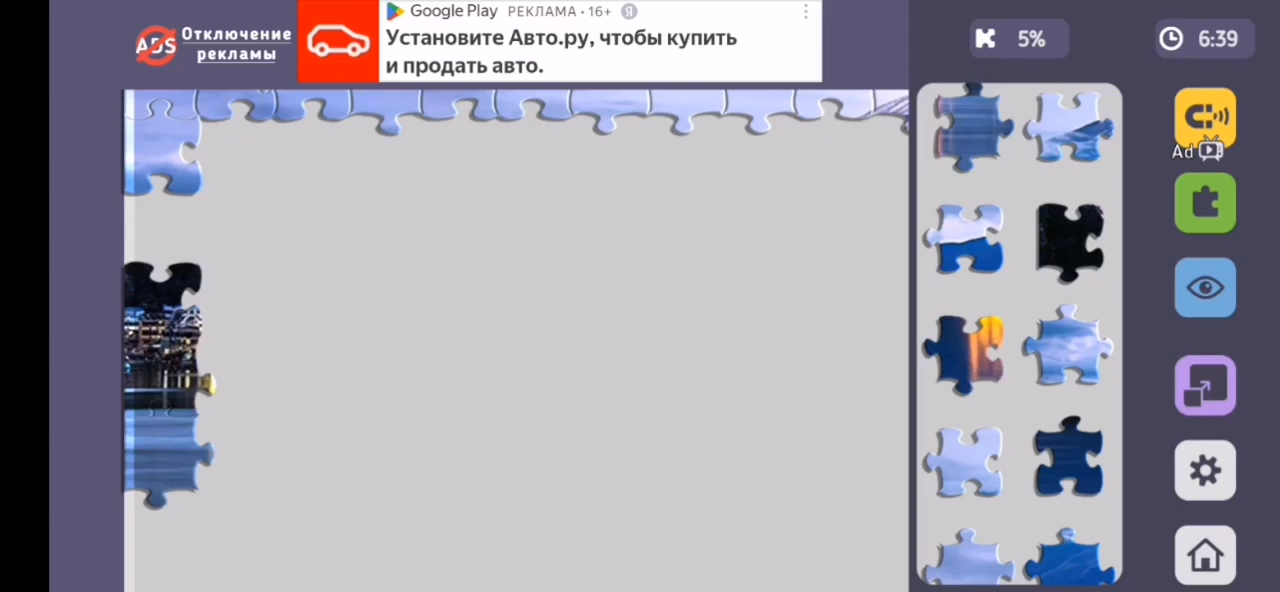 ADS
Отключение
рекламы
Google Play РЕКЛАМА • 16+ Я
Установите Авто.ру, чтобы купить
и продать авто.
5%
6:39
Ad